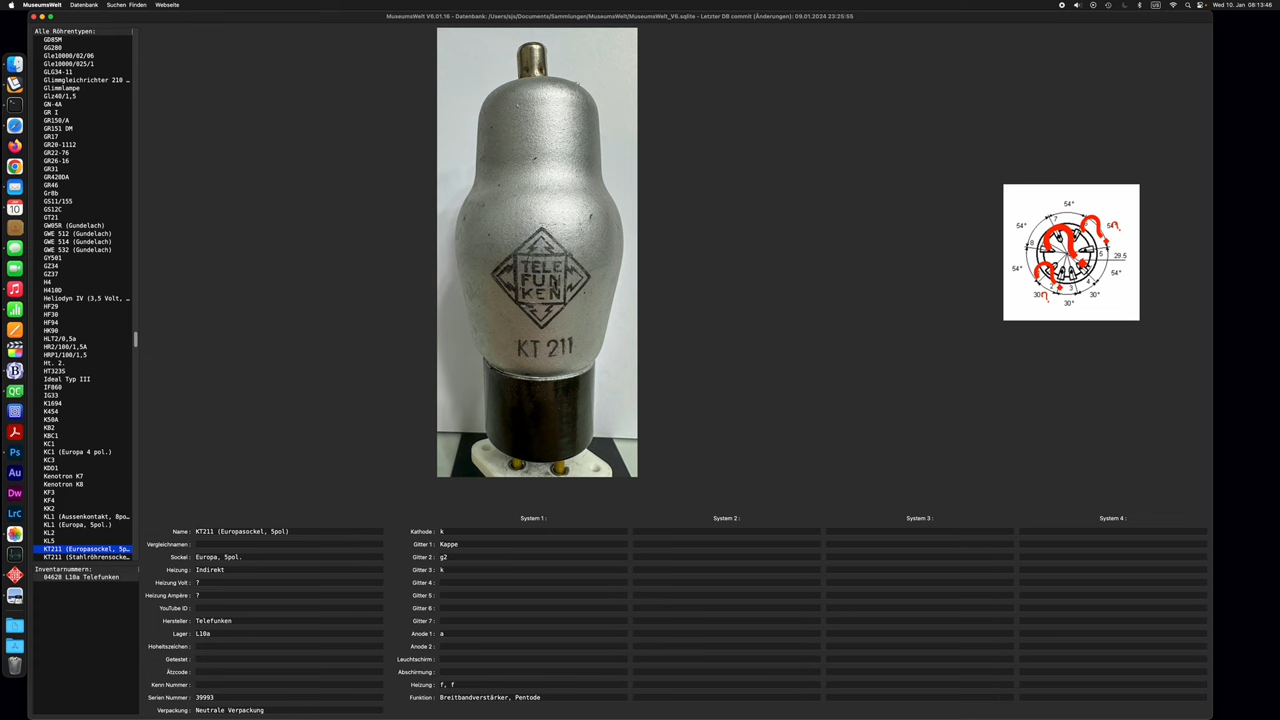 MuseumsWelt Datenbank Suchen Finden Webseite
US
Wed 10. Jan 08:13:46
MuseumsWelt V6.01.16 - Datenbank: /Users/sjs/Documents/Sammlungen/MuseumsWelt/MuseumsWelt_V6.sqlite - Letzter DB commit (Änderungen): 09.01.2024 23:25:55
Alle Röhrentypen:
GD85M
GG280
Gle10000/02/06
Gle10000/025/1
GLG34-11
Glimmgleichrichter 210 …
Glimmlampe
Glz40/1,5
GN-4A
GR I
GR150/A
GR151 DM
GR17
GR20-1112
GR22-76
GR26-16
GR31
GR420DA
GR46
Gr8b
GS11/155
GS12C
GT21
GW05R (Gundelach)
GWE 512 (Gundelach)
GWE 514 (Gundelach)
GWE 532 (Gundelach)
GY501
GZ34
GZ37
H4
H410D
Heliodyn IV (3,5 Volt, …
HF29
HF30
HF94
HK90
HLT2/0,5a
HR2/100/1,5A
HRP1/100/1,5
Ht. 2.
HT323S
Ideal Typ III
IF860
IG33
K1694
K454
K50A
KB2
KBC1
KC1
KC1 (Europa 4 pol.)
KC3
KDD1
Kenotron K7
Kenotron K8
KF3
KF4
KK2
KL1 (Aussenkontakt, 8po…
KL1 (Europa, 5pol.)
KL2
KL5
KT211 (Europasockel, 5p…
KT211 (Stahlröhrensocke…
Inventarnummern:
04628 L10a Telefunken
TELE
FUN
KEN
KT 211
54°
54°
7
54°
8
5
29.5
54°
54°
4
3
30°
30°
30°
System 1 :
System 2 :
System 3 :
System 4 :
Name : KT211 (Europasockel, 5pol)
Vergleichnamen :
Sockel : Europa, 5pol.
Heizung : Indirekt
Heizung Volt : ?
Heizung Ampère : ?
YouTube ID :
Hersteller : Telefunken
Lager : L10a
Hoheitszeichen :
Getestet :
Ätzcode :
Kenn Nummer :
Serien Nummer : 39993
Verpackung : Neutrale Verpackung
Kathode : k
Gitter 1 : Kappe
Gitter 2 : g2
Gitter 3 : k
Gitter 4 :
Gitter 5 :
Gitter 6 :
Gitter 7 :
Anode 1 : a
Anode 2 :
Leuchtschirm :
Abschirmung :
Heizung : f, f
Funktion : Breitbandverstärker, Pentode